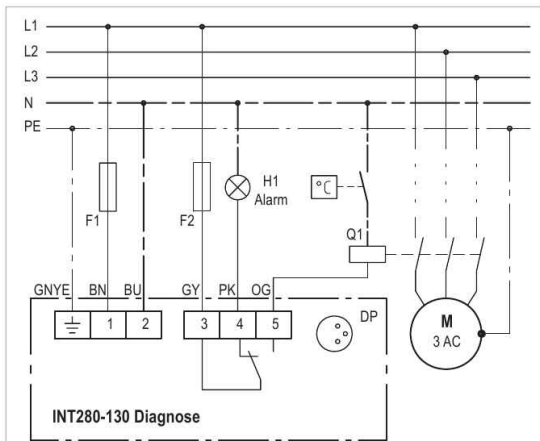 L1
L2
L3
N
PE
H1
Alarm
°C
F1
F2
Q1
GNYE BN BU GY PK OG
1 2 3 4 5
DP
M
3 AC
INT280-130 Diagnose